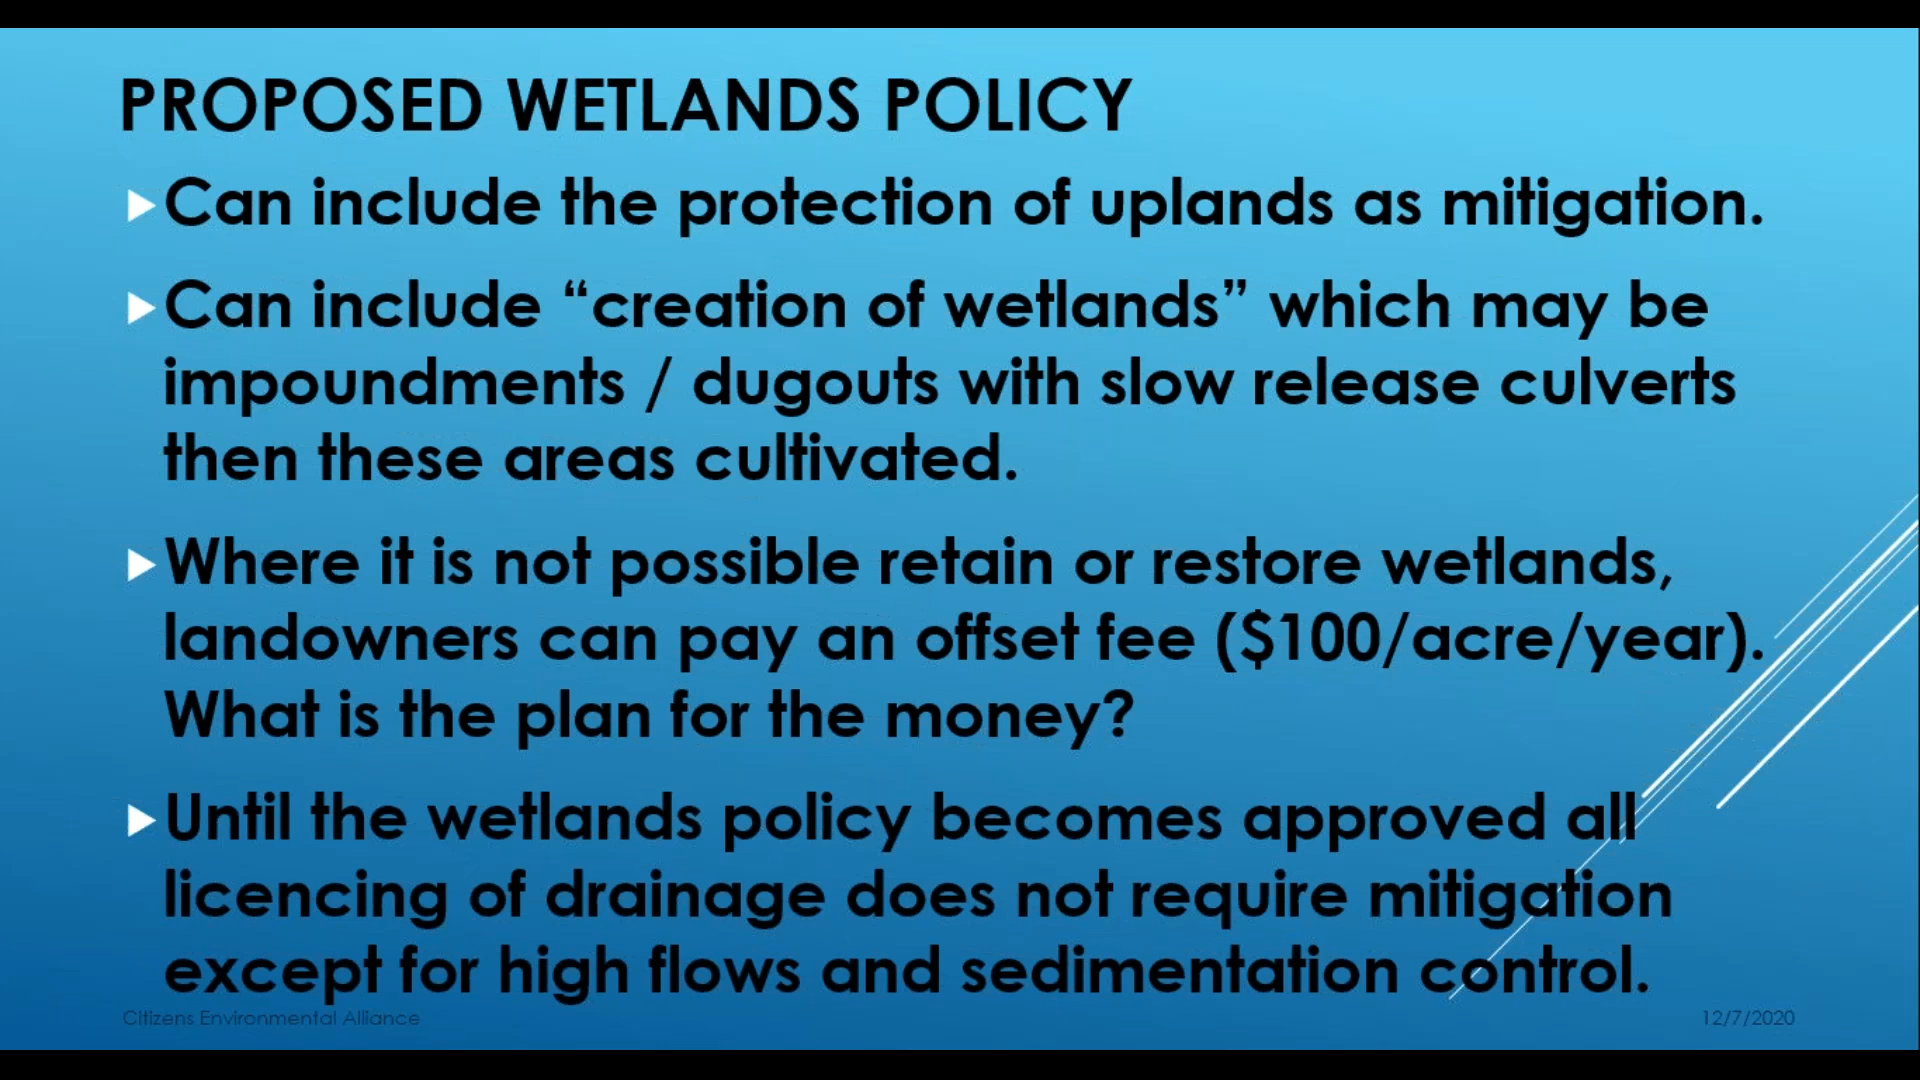 PROPOSED WETLANDS POLICY
Can include the protection of uplands as mitigation.
Can include “creation of wetlands” which may be
impoundments / dugouts with slow release culverts
then these areas cultivated.
Where it is not possible retain or restore wetlands,
landowners can pay an offset fee ($100/acre/year).
What is the plan for the money?
Until the wetlands policy becomes approved all
licencing of drainage does not require mitigation
except for high flows and sedimentation control.
Citizens Environmental Alliance
12/7/2020